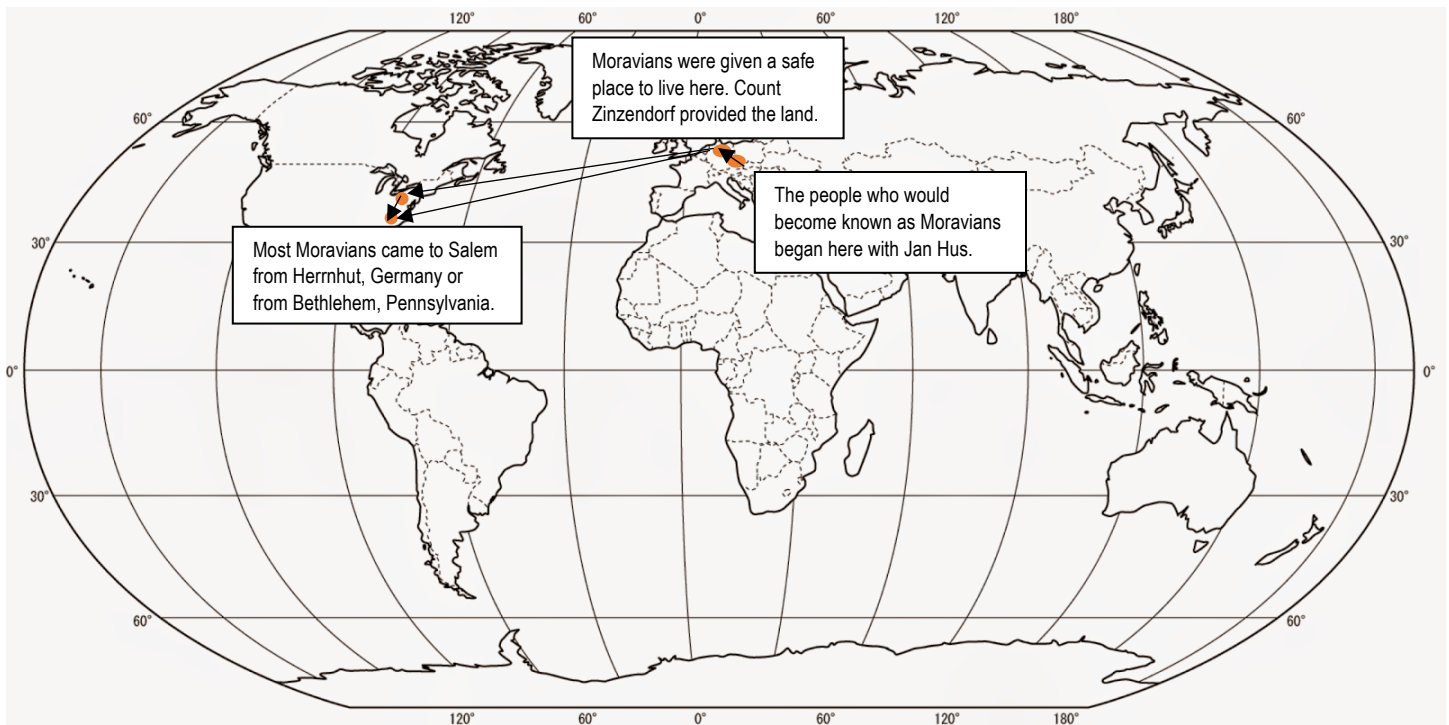 120° 60° 0° 60° 120° 180°
Moravians were given a safe
place to live here. Count
Zinzendorf provided the land.
60° 60°
The people who would
become known as Moravians
began here with Jan Hus.
30° 30°
Most Moravians came to Salem
from Herrnhut, Germany or
from Bethlehem, Pennsylvania.
0° 0°
30° 30°
60° 60°
120° 60° 0° 60° 120° 180°